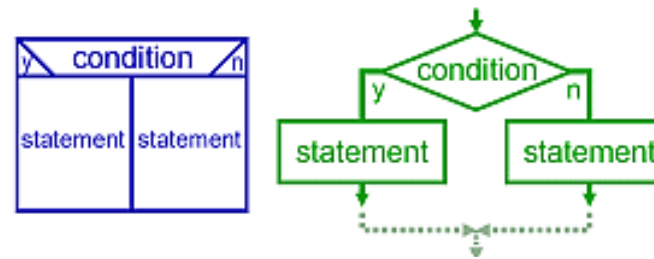 y condition n
statement statement
condition
y n
statement statement